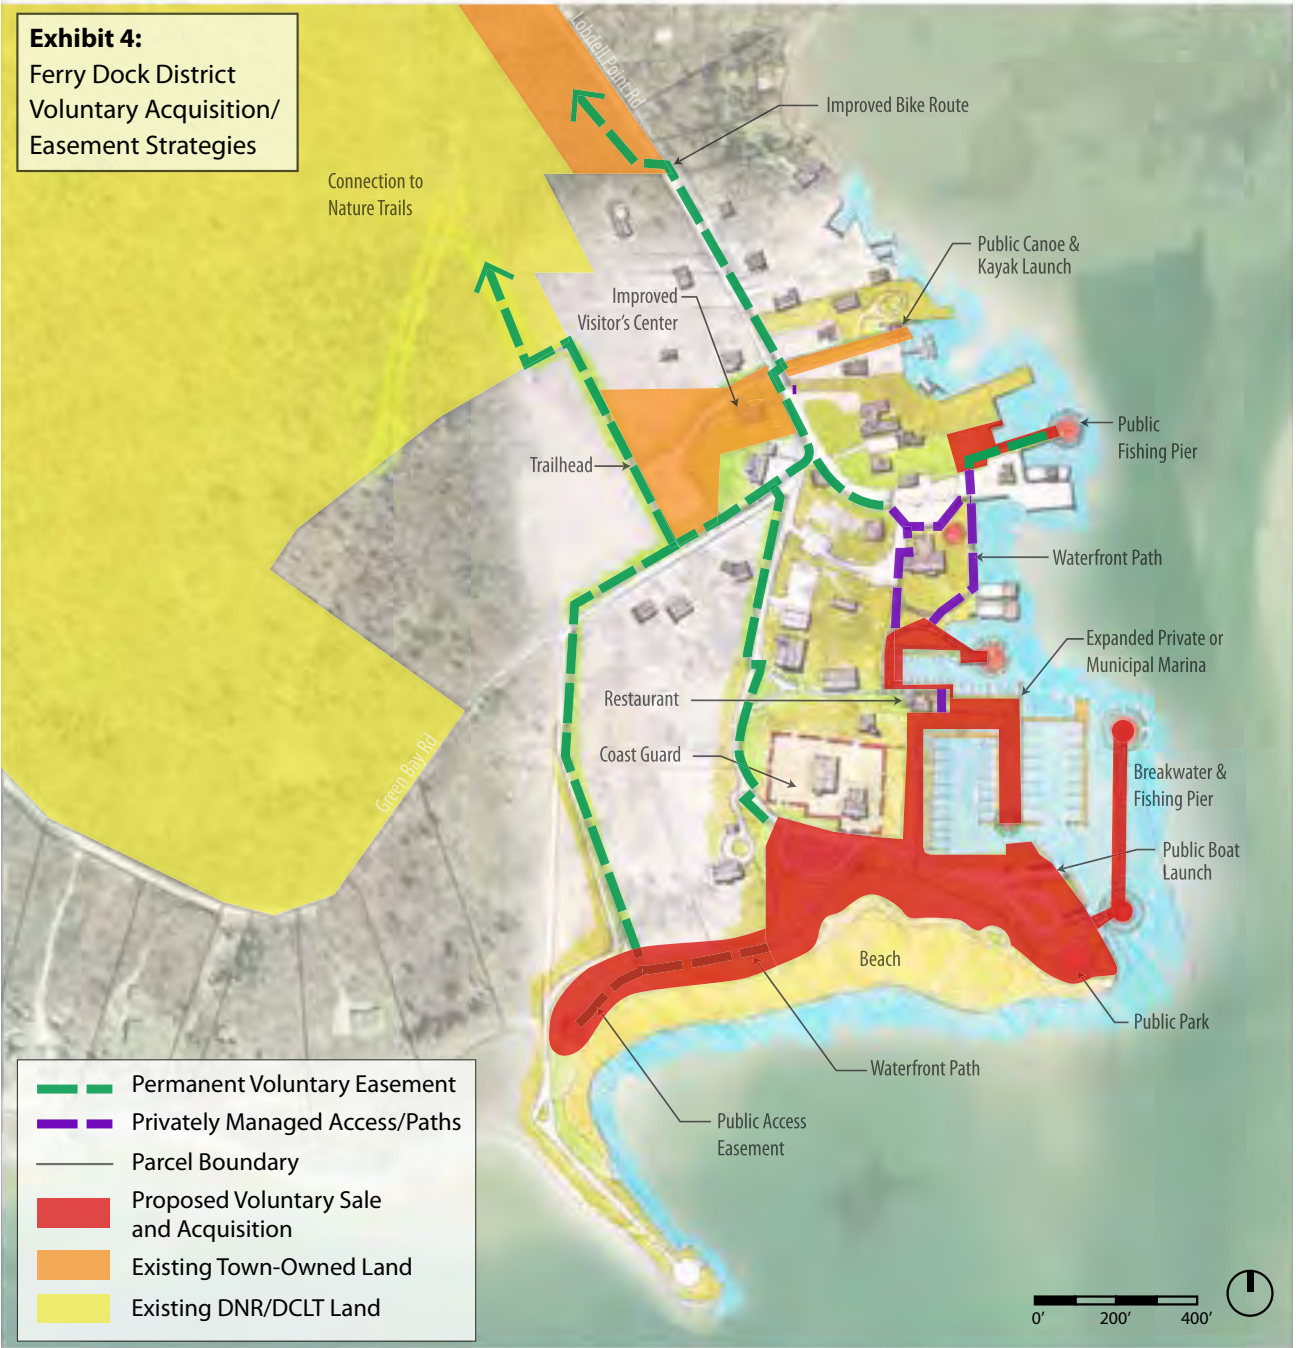 Exhibit 4:
Ferry Dock District
Voluntary Acquisition/
Easement Strategies
Lobdell Point Rd
Improved Bike Route
Connection to
Nature Trails
Public Canoe &
Kayak Launch
Improved
Visitor's Center
Public
Fishing Pier
Trailhead
Waterfront Path
Expanded Private or
Municipal Marina
Restaurant
Coast Guard
Green Bay Rd
Breakwater &
Fishing Pier
Public Boat
Launch
Beach
Public Park
Waterfront Path
Public Access
Easement
Permanent Voluntary Easement
Privately Managed Access/Paths
Parcel Boundary
Proposed Voluntary Sale
and Acquisition
Existing Town-Owned Land
Existing DNR/DCLT Land
0' 200' 400'